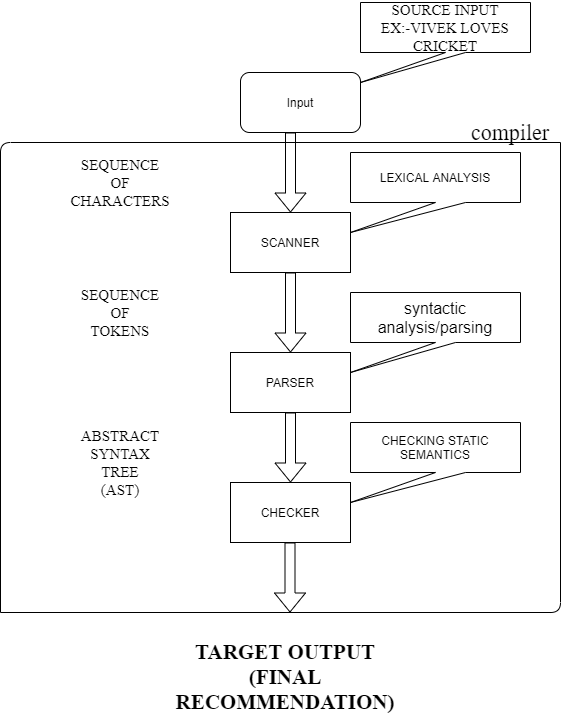 SOURCE INPUT
EX:-VIVEK LOVES
CRICKET
Input
compiler
SEQUENCE
OF
CHARACTERS
LEXICAL ANALYSIS
SCANNER
SEQUENCE
OF
TOKENS
syntactic
analysis/parsing
PARSER
ABSTRACT
SYNTAX
TREE
(AST)
CHECKING STATIC
SEMANTICS
CHECKER
TARGET OUTPUT
(FINAL
RECOMMENDATION)